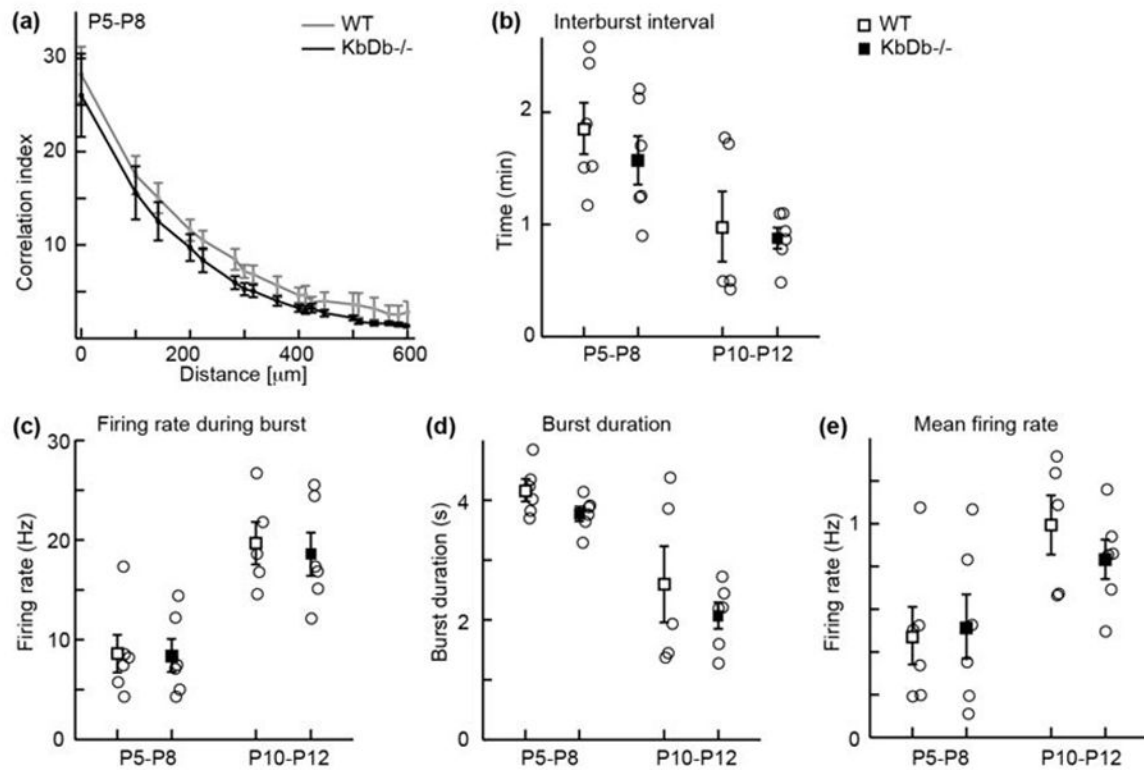 (a) P5-P8
WT
KbDb-/-
30
20
10
Correlation index
0 200 400 600
Distance [μm]
(b) Interburst interval
WT
KbDb-/-
2
1
0
Time (min)
P5-P8 P10-P12
(c) Firing rate during burst
30
20
10
0
Firing rate (Hz)
P5-P8 P10-P12
(d) Burst duration
4
2
0
Burst duration (s)
P5-P8 P10-P12
(e) Mean firing rate
1
0
Firing rate (Hz)
P5-P8 P10-P12